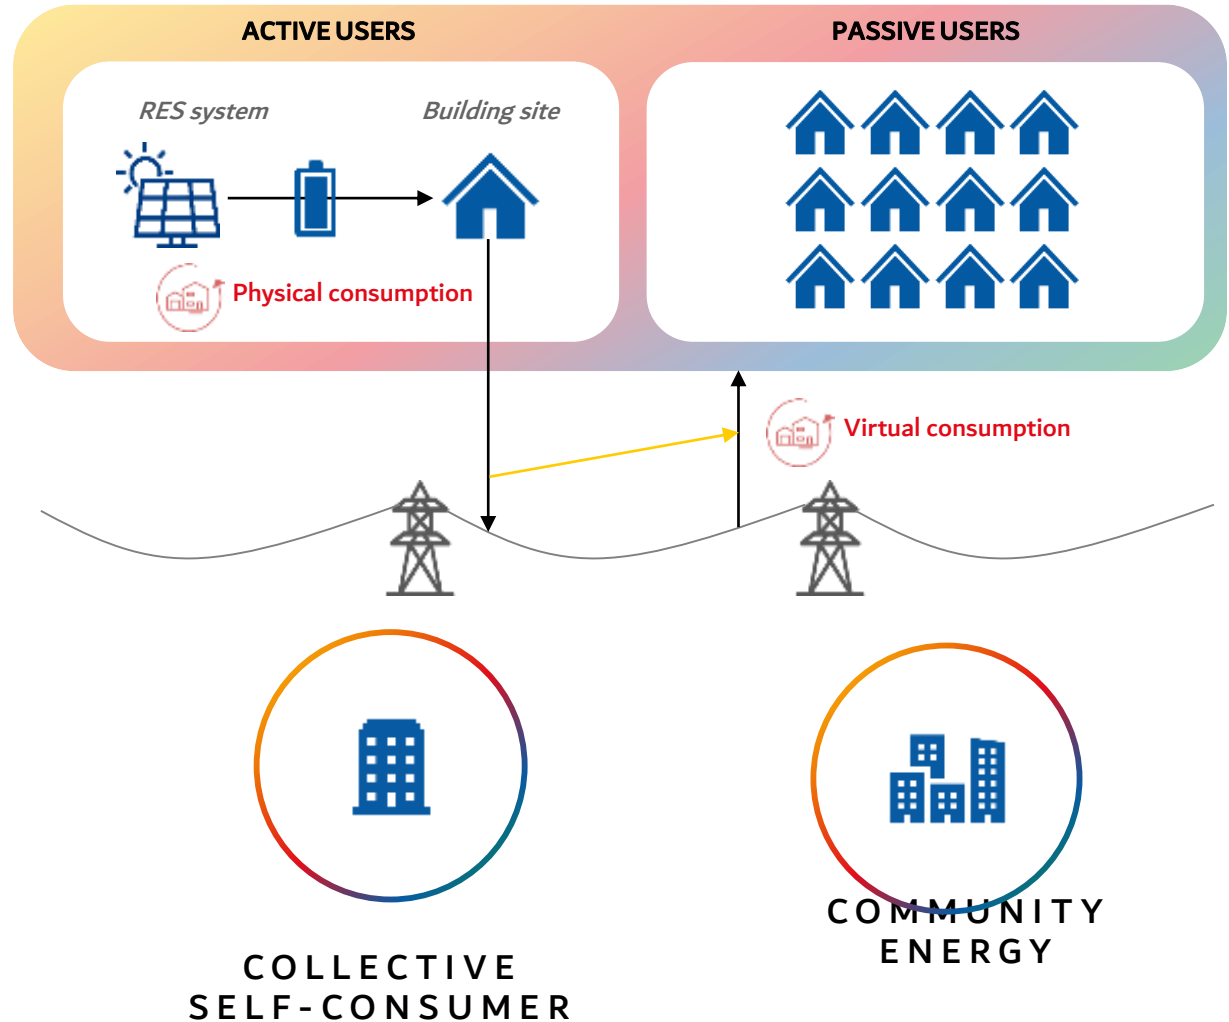 ACTIVE USERS
PASSIVE USERS
RES system
Building site
Physical consumption
Virtual consumption
COMMUNITY
ENERGY
COLLECTIVE
SELF-CONSUMER